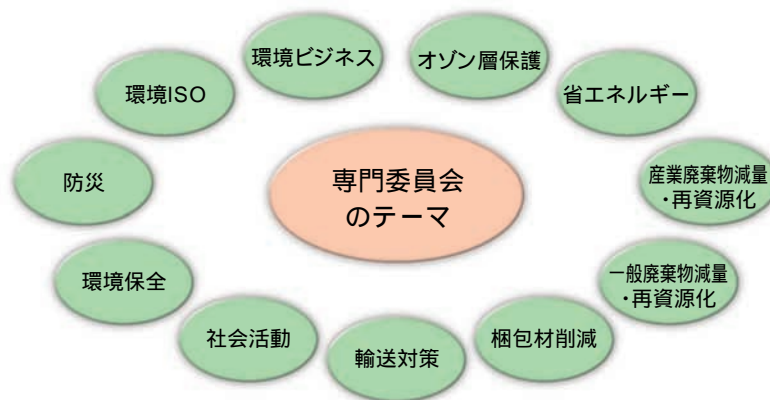 環境ビジネス
オゾン層保護
環境ISO
省エネルギー
専門委員会
のテーマ
防災
産業廃棄物減量
・再資源化
環境保全
一般廃棄物減量
・再資源化
社会活動
輸送対策
梱包材削減